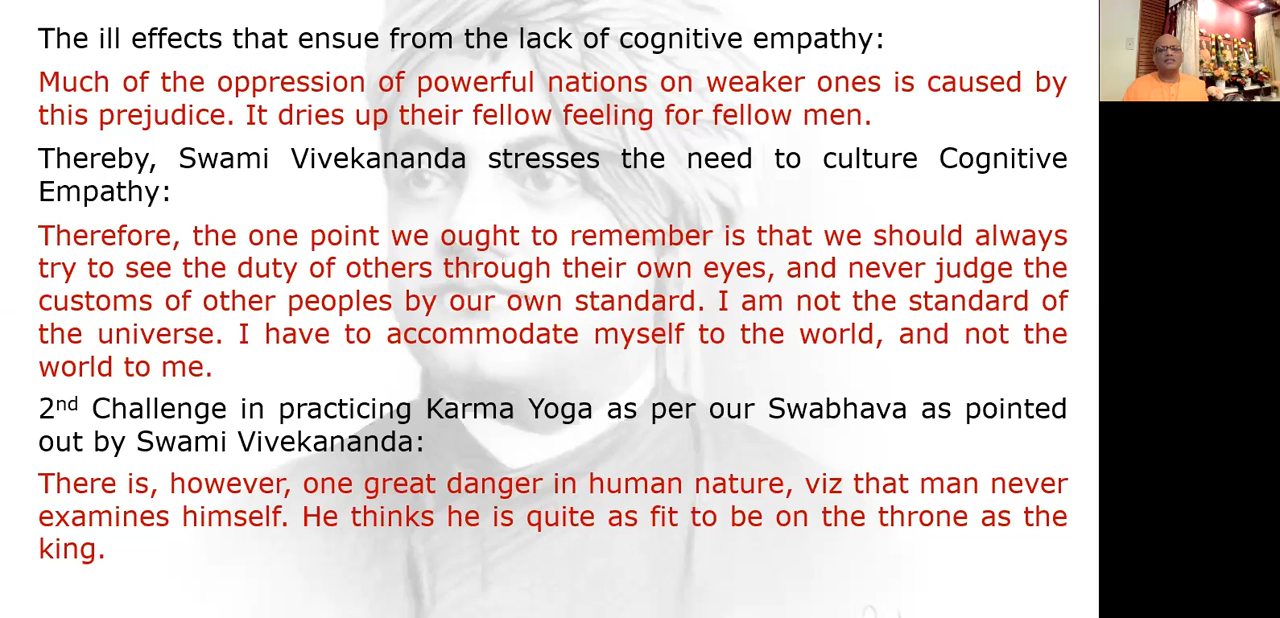 The ill effects that ensue from the lack of cognitive empathy:
Much of the oppression of powerful nations on weaker ones is caused by
this prejudice. It dries up their fellow feeling for fellow men.
Thereby, Swami Vivekananda stresses the need to culture Cognitive
Empathy:
Therefore, the one point we ought to remember is that we should always
try to see the duty of others through their own eyes, and never judge the
customs of other peoples by our own standard. I am not the standard of
the universe. I have to accommodate myself to the world, and not the
world to me.
2nd Challenge in practicing Karma Yoga as per our Swabhava as pointed
out by Swami Vivekananda:
There is, however, one great danger in human nature, viz that man never
examines himself. He thinks he is quite as fit to be on the throne as the
king.